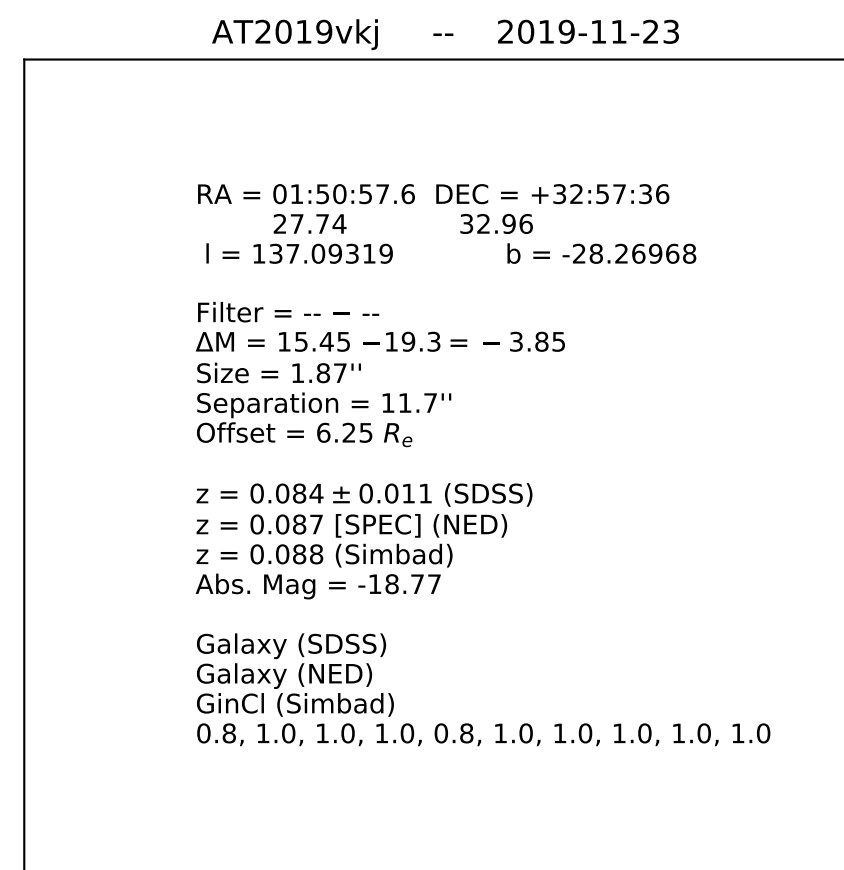 AT2019vkj -- 2019-11-23
RA = 01:50:57.6 DEC = +32:57:36
27.74 32.96
l = 137.09319 b = -28.26968
Filter = -- − --
ΔM = 15.45 −19.3 = − 3.85
Size = 1.87''
Separation = 11.7''
Offset = 6.25 Re
z = 0.084 ± 0.011 (SDSS)
z = 0.087 [SPEC] (NED)
z = 0.088 (Simbad)
Abs. Mag = -18.77
Galaxy (SDSS)
Galaxy (NED)
GinCl (Simbad)
0.8, 1.0, 1.0, 1.0, 0.8, 1.0, 1.0, 1.0, 1.0, 1.0